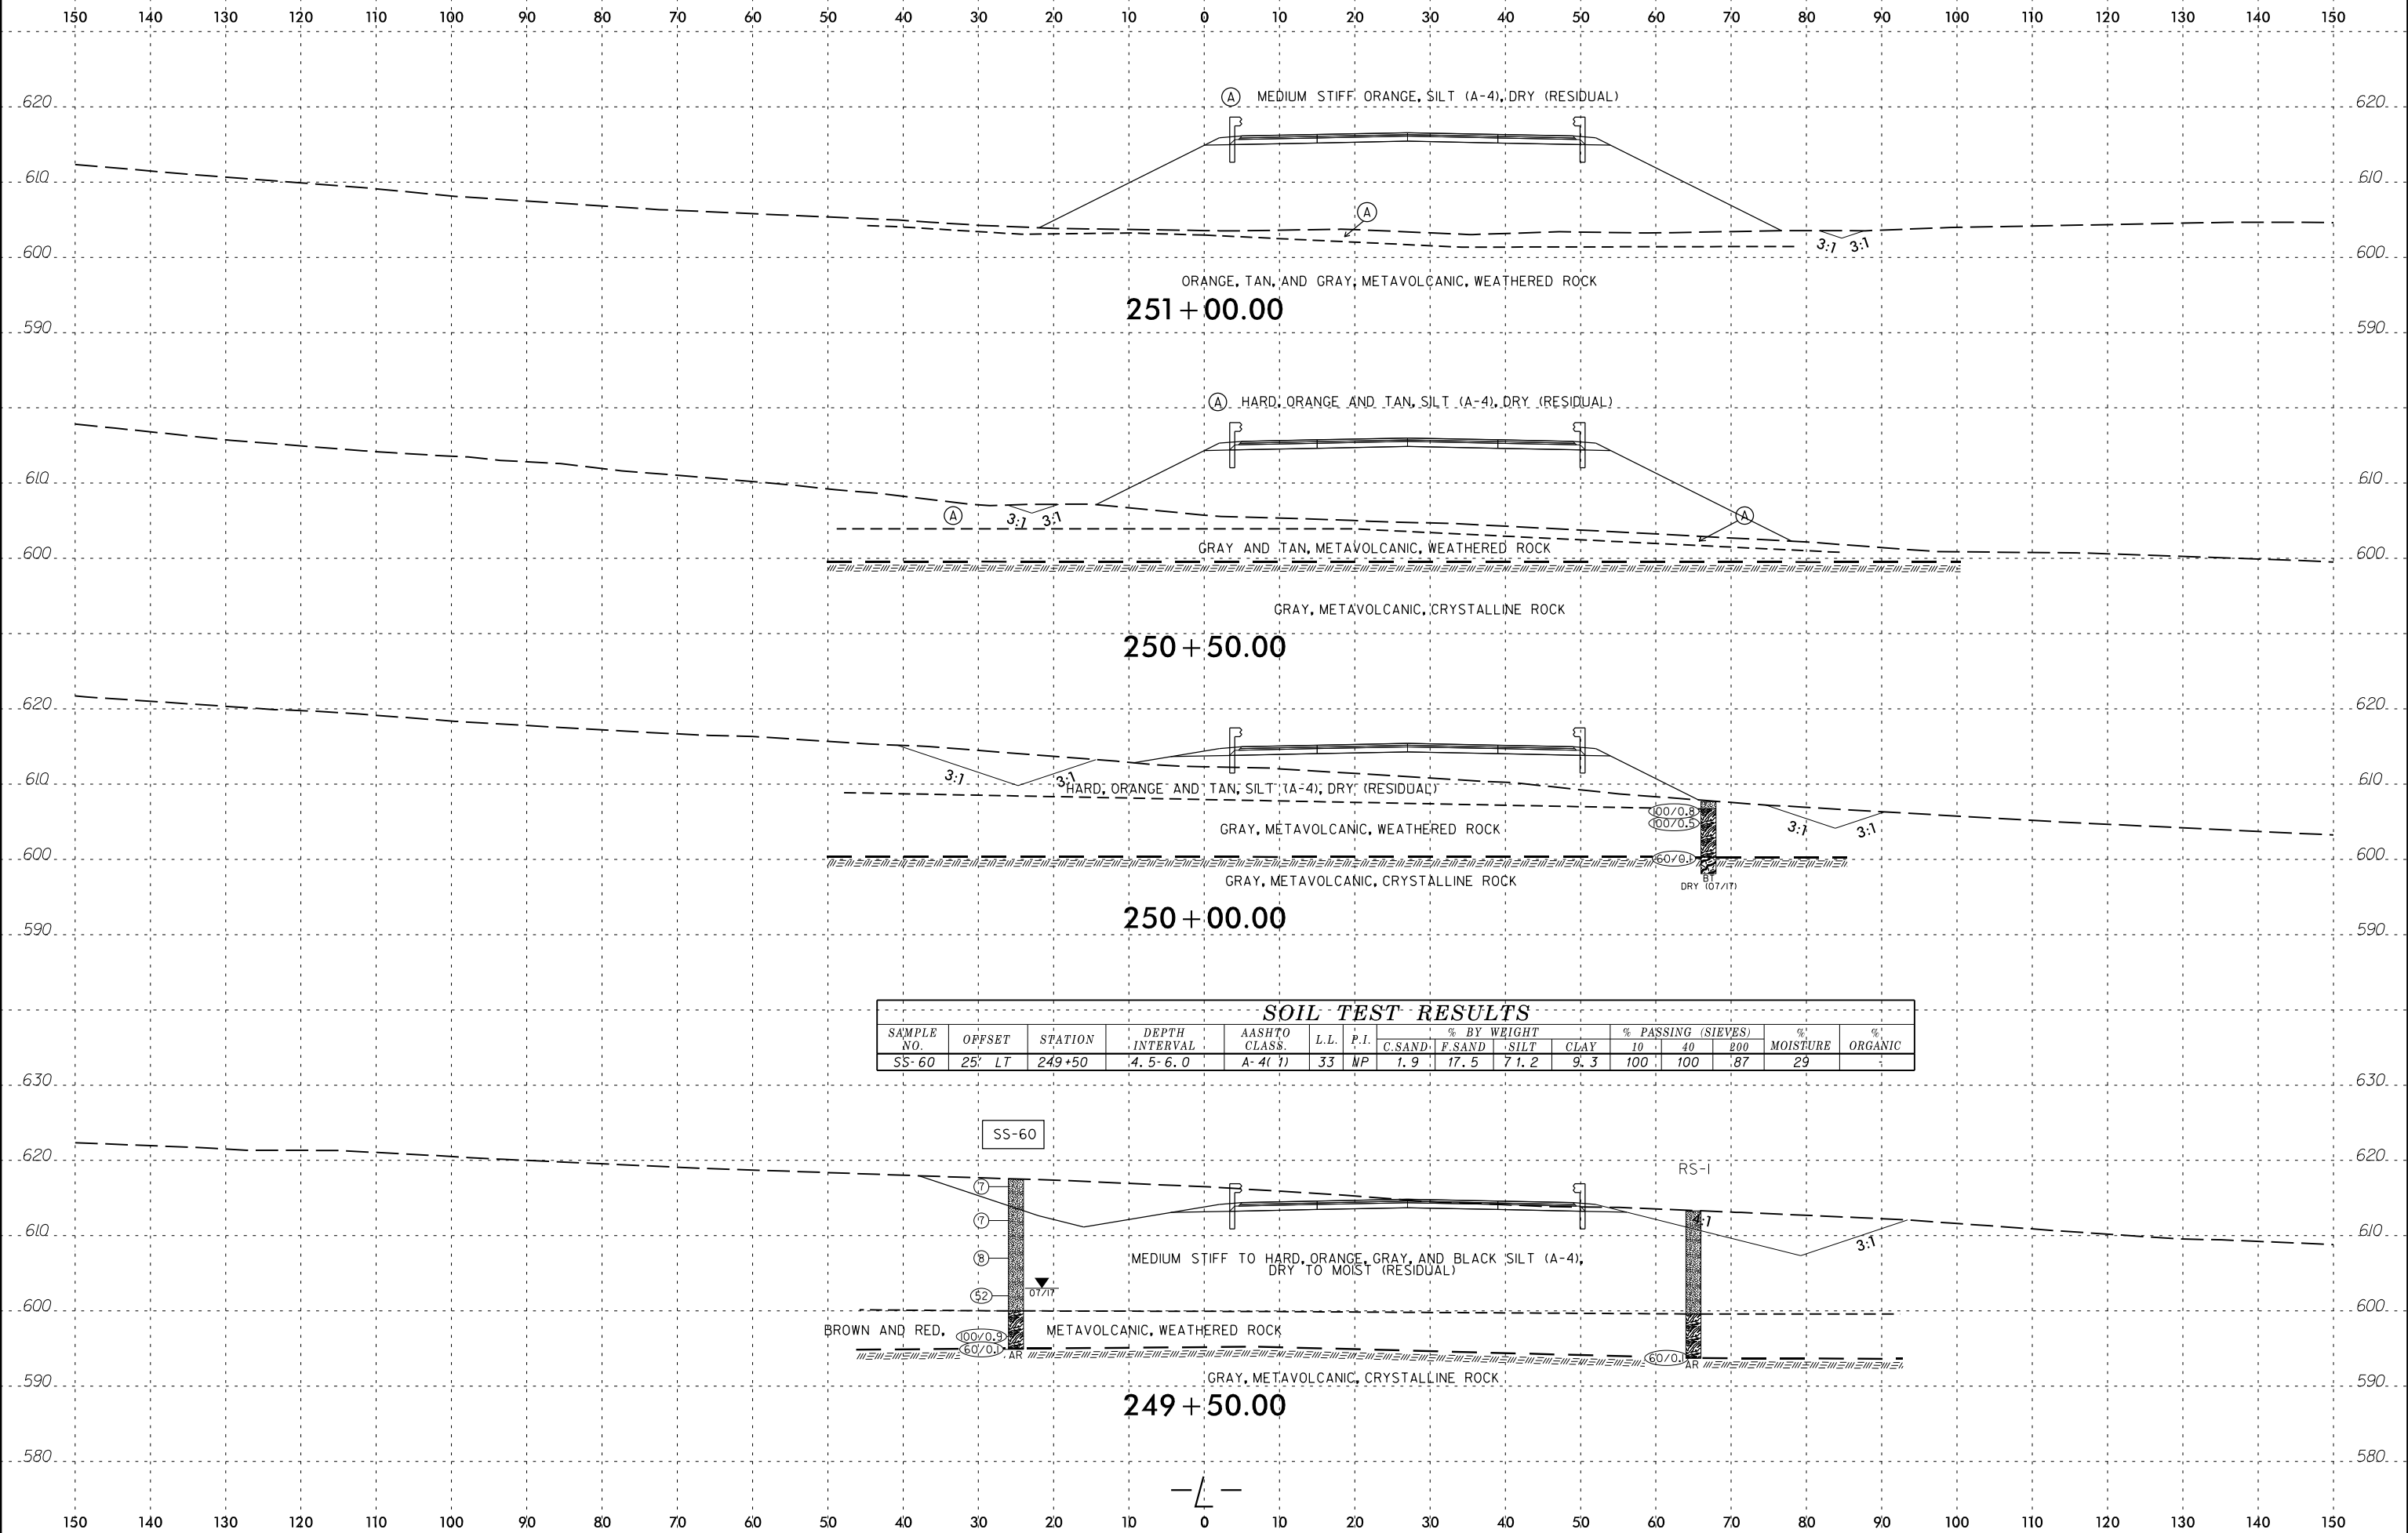 150 140 130 120 110 100 90 80 70 60 50 40 30 20 10 0 10 20 30 40 50 60 70 80 90 100 110 120 130 140 150
620 Ⓐ MEDIUM STIFF ORANGE, SILT (A-4), DRY (RESIDUAL) 620
610 610
Ⓐ
3:1 3:1
600 600
ORANGE, TAN, AND GRAY, METAVOLCANIC, WEATHERED ROCK
251+00.00
590 590
Ⓐ HARD, ORANGE AND TAN, SILT (A-4), DRY (RESIDUAL)
610 610
Ⓐ 3:1 3:1 Ⓐ
GRAY AND TAN, METAVOLCANIC, WEATHERED ROCK
600 600
GRAY, METAVOLCANIC, CRYSTALLINE ROCK
250+50.00
620 620
610 3:1 3:1 610
HARD, ORANGE AND TAN, SILT (A-4), DRY (RESIDUAL)
100/0.8
100/0.5
GRAY, METAVOLCANIC, WEATHERED ROCK 3:1 3:1
600 60/0.1 600
GRAY, METAVOLCANIC, CRYSTALLINE ROCK
BT
DRY (07/17)
250+00.00
590 590
SOIL TEST RESULTS
SAMPLE NO. OFFSET STATION DEPTH INTERVAL AASHTO CLASS. L.L. P.I. % BY WEIGHT % PASSING (SIEVES) % MOISTURE % ORGANIC
C.SAND F.SAND SILT CLAY 10 40 200
SS-60 25' LT 249+50 4.5-6.0 A-4(1) 33 NP 1.9 17.5 71.2 9.3 100 100 87 29 -
630 630
SS-60
620 620
RS-1
7
7
4:1
610 3:1 610
8
MEDIUM STIFF TO HARD, ORANGE, GRAY, AND BLACK SILT (A-4),
DRY TO MOIST (RESIDUAL)
52 07/17
600 600
BROWN AND RED, METAVOLCANIC, WEATHERED ROCK
100/0.9
60/0.1 AR
60/0.1 AR
GRAY, METAVOLCANIC, CRYSTALLINE ROCK
590 590
249+50.00
580 580
-L-
150 140 130 120 110 100 90 80 70 60 50 40 30 20 10 0 10 20 30 40 50 60 70 80 90 100 110 120 130 140 150